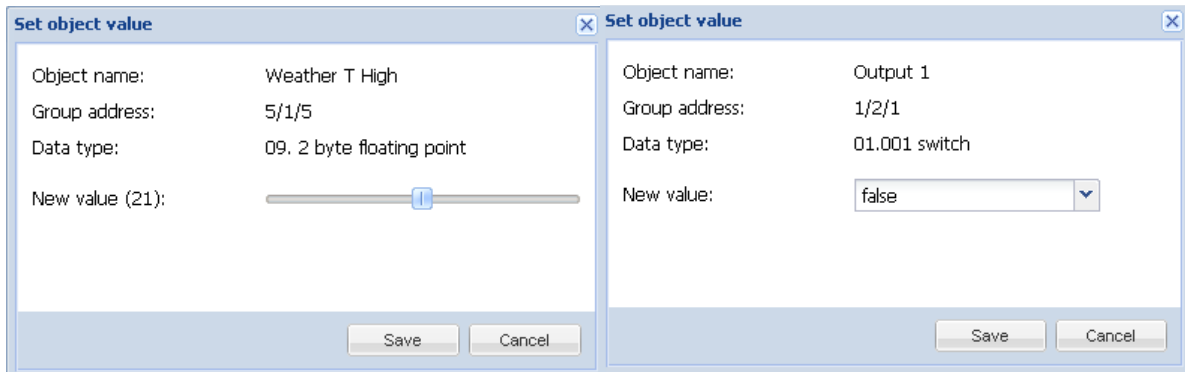 Set object value
Object name: Weather T High
Group address: 5/1/5
Data type: 09. 2 byte floating point
New value (21):
Save Cancel
Set object value
Object name: Output 1
Group address: 1/2/1
Data type: 01.001 switch
New value: false
Save Cancel